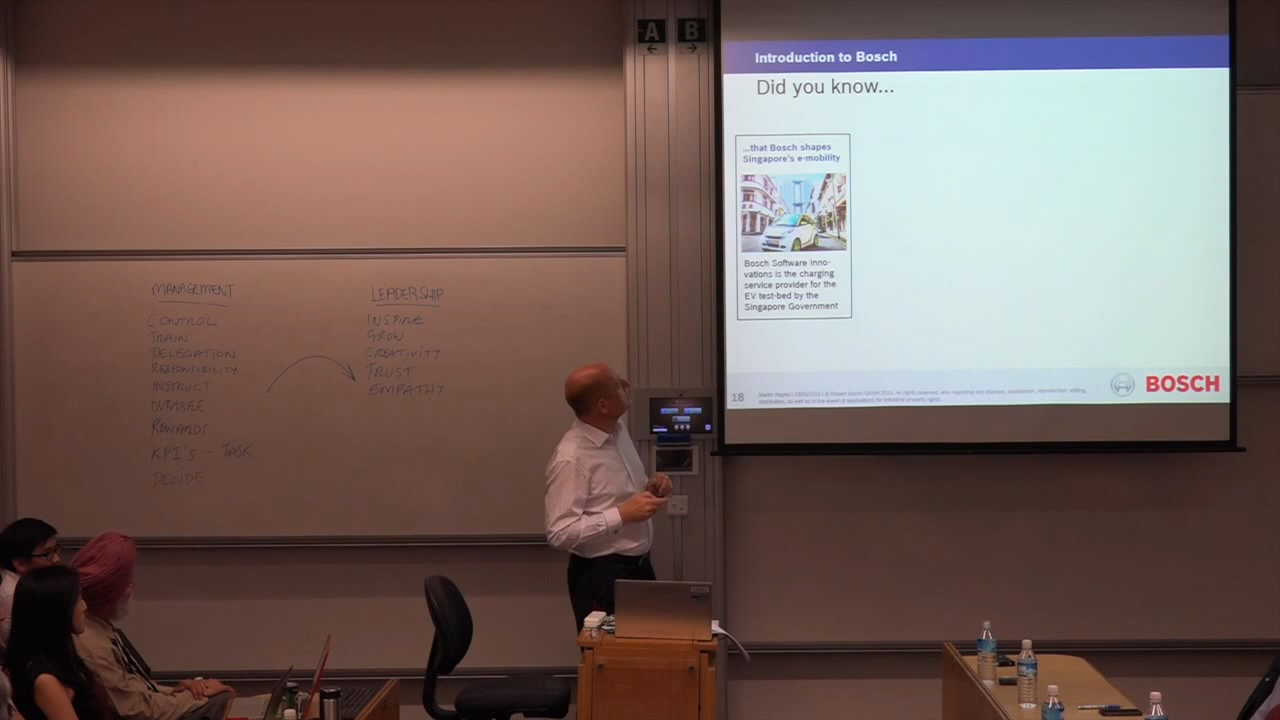 A B
← →
MANAGEMENT
CONTROL
TRAIN
DELEGATION
RESPONSIBILITY
INSTRUCT
OVERSEE
REWARDS
KPI'S — TASK
DECIDE
LEADERSHIP
INSPIRE
GROW
CREATIVITY
TRUST
EMPATHY
Introduction to Bosch
Did you know...
...that Bosch shapes
Singapore's e-mobility
Bosch Software Inno-
vations is the charging
service provider for the
EV test-bed by the
Singapore Government
18
BOSCH